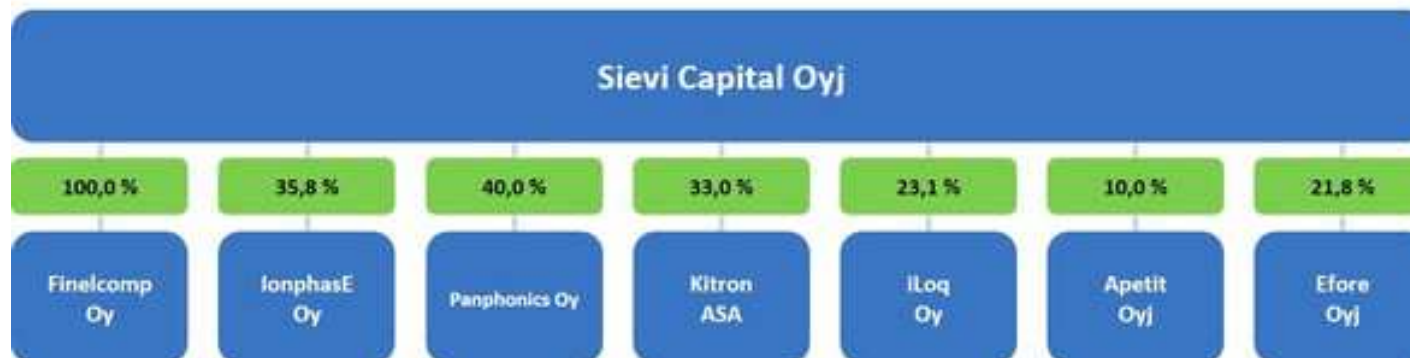 Sievi Capital Oyj
100,0 % 35,8 % 40,0 % 33,0 % 23,1 % 10,0 % 21,8 %
Finelcomp
Oy
IonphasE
Oy
Panphonics Oy
Kitron
ASA
iLoq
Oy
Apetit
Oyj
Efore
Oyj